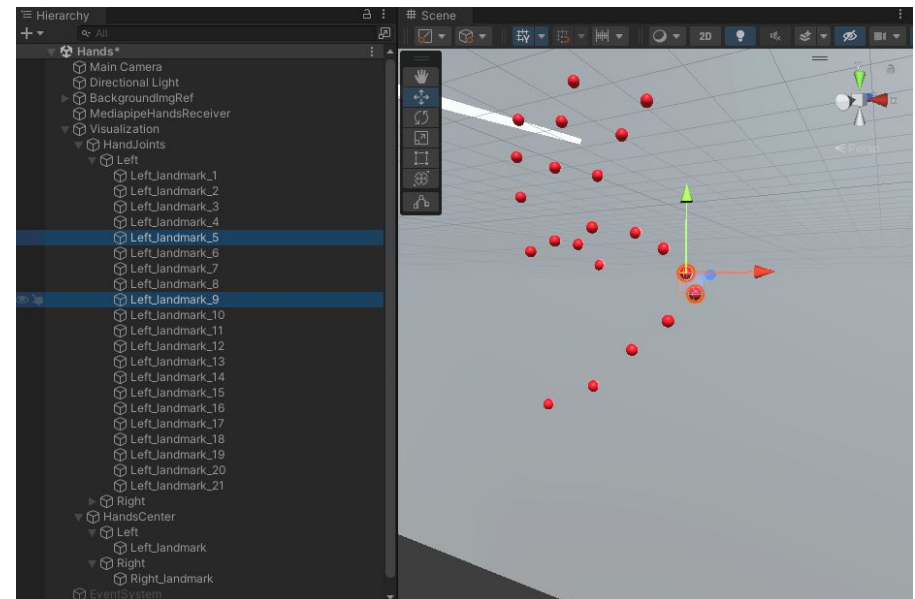 Hierarchy
# Scene
All
2D
Hands*
Main Camera
Directional Light
BackgroundImgRef
MediapipeHandsReceiver
Visualization
HandJoints
Left
Left_landmark_1
Left_landmark_2
Left_landmark_3
Left_landmark_4
Left_landmark_5
Left_landmark_6
Left_landmark_7
Left_landmark_8
Left_landmark_9
Left_landmark_10
Left_landmark_11
Left_landmark_12
Left_landmark_13
Left_landmark_14
Left_landmark_15
Left_landmark_16
Left_landmark_17
Left_landmark_18
Left_landmark_19
Left_landmark_20
Left_landmark_21
Right
HandsCenter
Left
Left_landmark
Right
Right_landmark
EventSystem
y
Persp